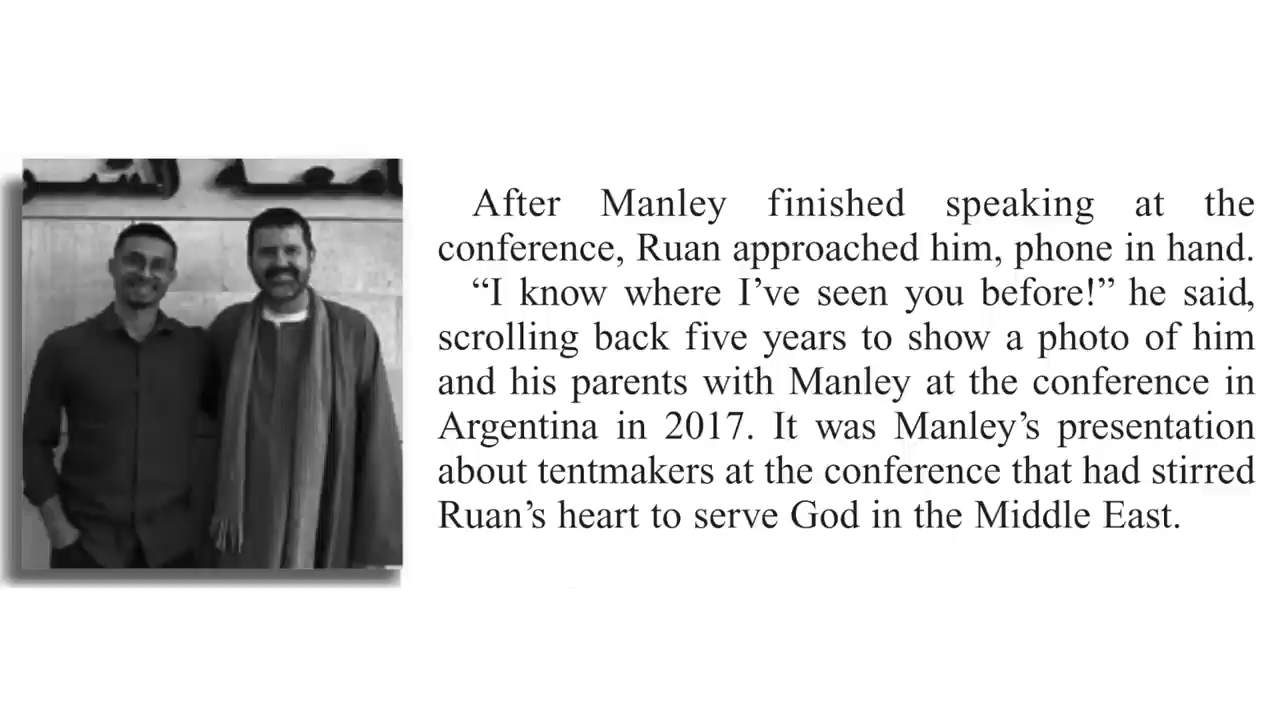 After Manley finished speaking at the
conference, Ruan approached him, phone in hand.
“I know where I’ve seen you before!” he said,
scrolling back five years to show a photo of him
and his parents with Manley at the conference in
Argentina in 2017. It was Manley’s presentation
about tentmakers at the conference that had stirred
Ruan’s heart to serve God in the Middle East.